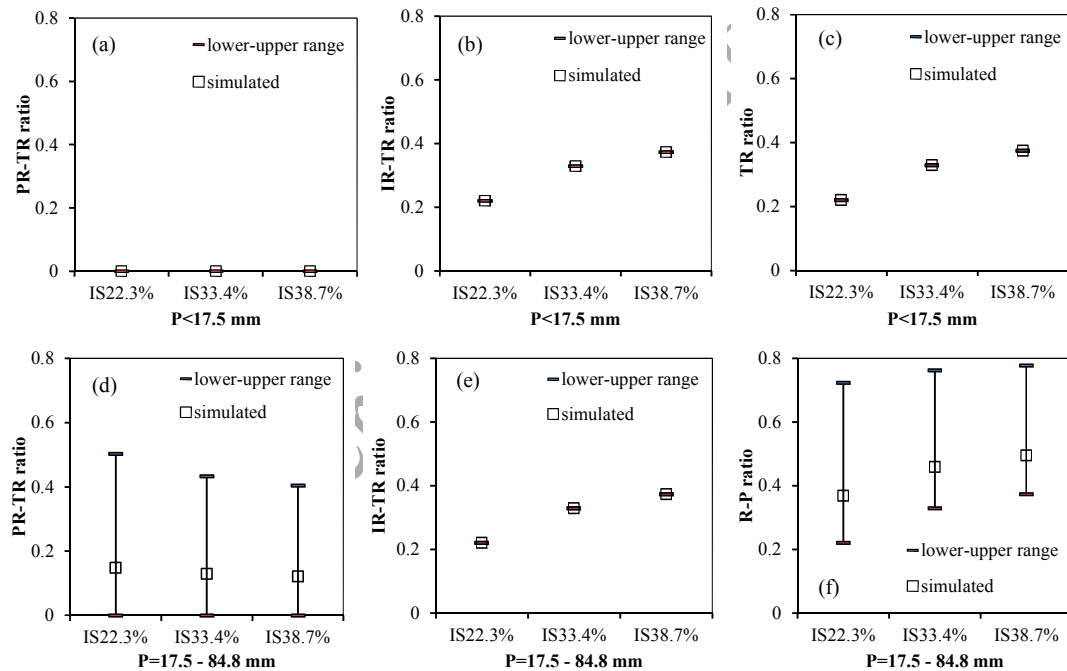 (a)
lower-upper range
simulated
PR-TR ratio
0.8
0.6
0.4
0.2
0
IS22.3% IS33.4% IS38.7%
P<17.5 mm
(b)
lower-upper range
simulated
IR-TR ratio
0.8
0.6
0.4
0.2
0
IS22.3% IS33.4% IS38.7%
P<17.5 mm
(c)
lower-upper range
simulated
TR ratio
0.8
0.6
0.4
0.2
0
IS22.3% IS33.4% IS38.7%
P<17.5 mm
(d)
lower-upper range
simulated
PR-TR ratio
0.8
0.6
0.4
0.2
0
IS22.3% IS33.4% IS38.7%
P=17.5 - 84.8 mm
(e)
lower-upper range
simulated
IR-TR ratio
0.8
0.6
0.4
0.2
0
IS22.3% IS33.4% IS38.7%
P=17.5 - 84.8 mm
R-P ratio
0.8
0.6
0.4
0.2
0
lower-upper range
(f)
simulated
IS22.3% IS33.4% IS38.7%
P=17.5 - 84.8 mm